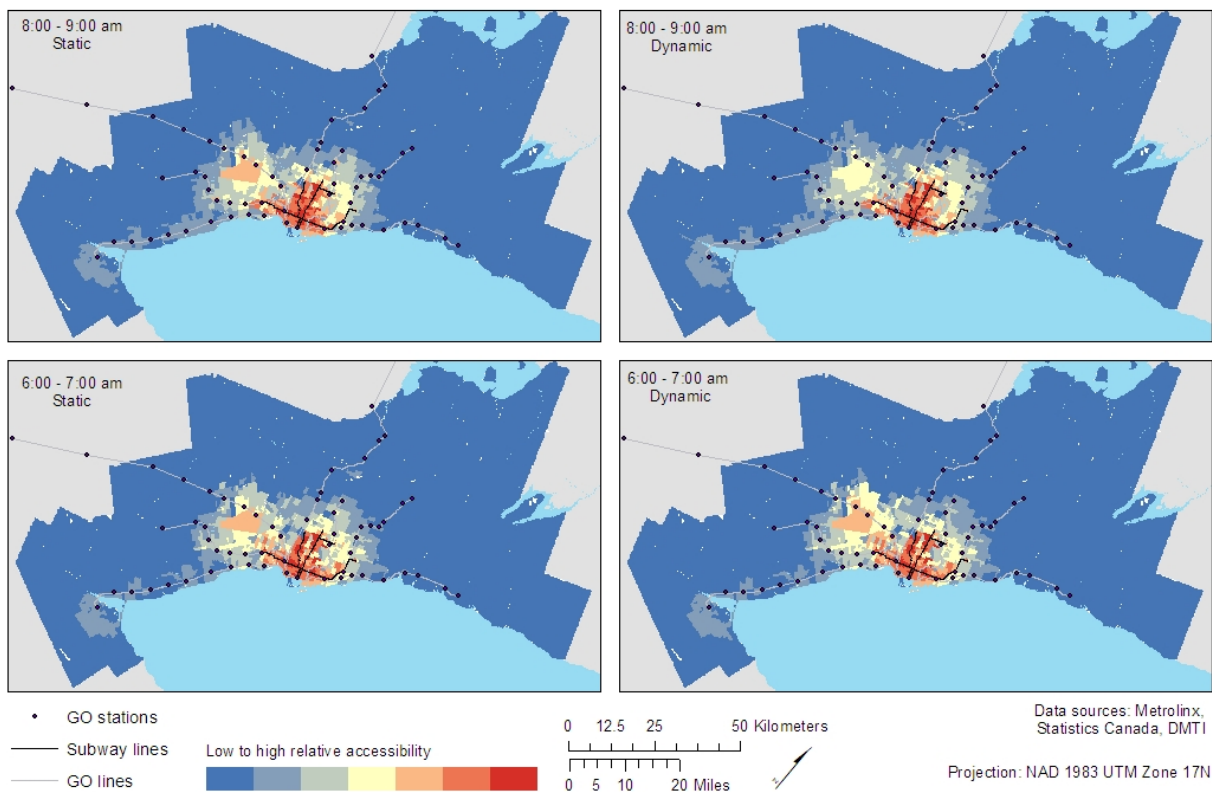 8:00 - 9:00 am
Static
8:00 - 9:00 am
Dynamic
6:00 - 7:00 am
Static
6:00 - 7:00 am
Dynamic
GO stations
Subway lines
GO lines
Low to high relative accessibility
0 12.5 25 50 Kilometers
0 5 10 20 Miles
N
Data sources: Metrolinx,
Statistics Canada, DMTI
Projection: NAD 1983 UTM Zone 17N